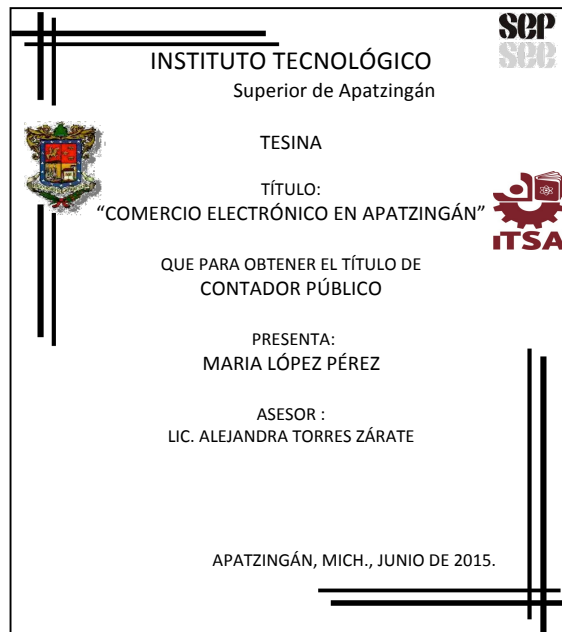 SEP
SEE
INSTITUTO TECNOLÓGICO
Superior de Apatzingán
TESINA
TÍTULO:
“COMERCIO ELECTRÓNICO EN APATZINGÁN”
ITSA
QUE PARA OBTENER EL TÍTULO DE
CONTADOR PÚBLICO
PRESENTA:
MARIA LÓPEZ PÉREZ
ASESOR :
LIC. ALEJANDRA TORRES ZÁRATE
APATZINGÁN, MICH., JUNIO DE 2015.